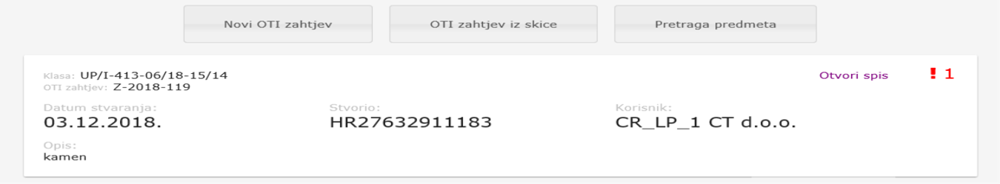 Novi OTI zahtjev OTI zahtjev iz skice Pretraga predmeta
Klasa: UP/I-413-06/18-15/14 Otvori spis ! 1
OTI zahtjev: Z-2018-119
Datum stvaranja: Stvorio: Korisnik:
03.12.2018. HR27632911183 CR_LP_1 CT d.o.o.
Opis:
kamen